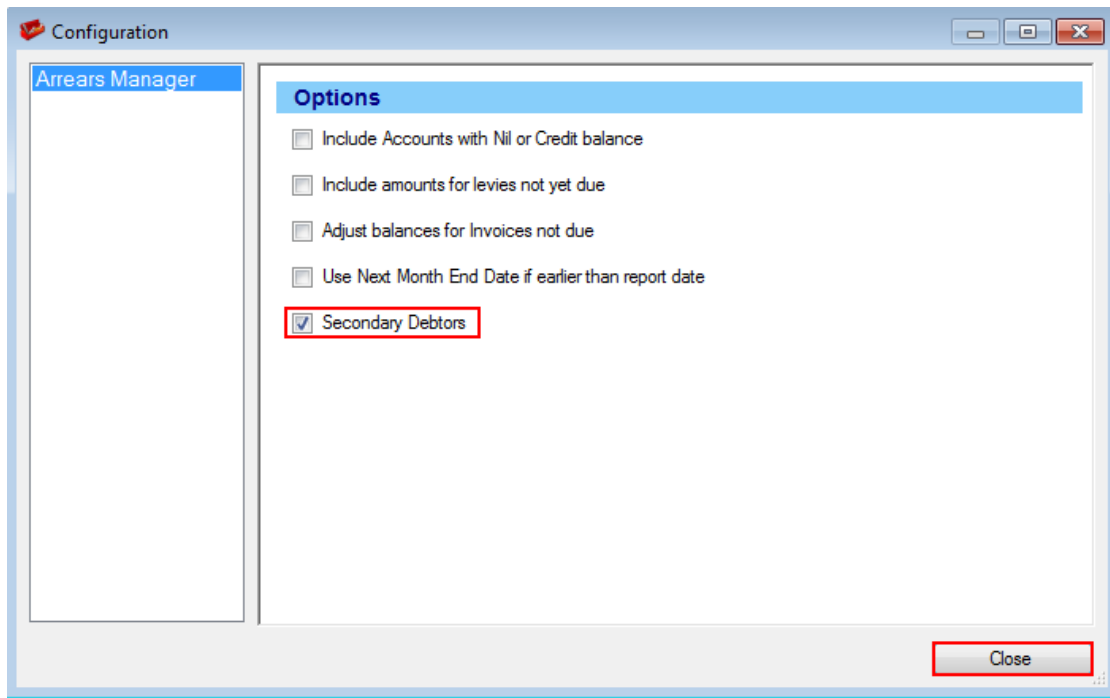 Configuration
Arrears Manager
Options
Include Accounts with Nil or Credit balance
Include amounts for levies not yet due
Adjust balances for Invoices not due
Use Next Month End Date if earlier than report date
Secondary Debtors
Close